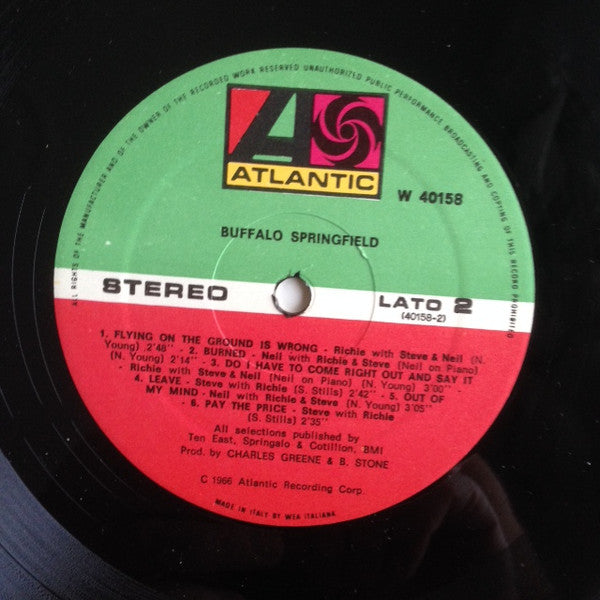 ALL RIGHTS OF THE MANUFACTURER AND OF THE OWNER OF THE RECORDED WORK RESERVED UNAUTHORIZED PUBLIC PERFORMANCE BROADCASTING AND COPYING OF THIS RECORD PROHIBITED
A
ATLANTIC
W 40158
BUFFALO SPRINGFIELD
STEREO
LATO 2
(40158-2)
1. FLYING ON THE GROUND IS WRONG - Richie with Steve & Neil (N.
Young) 2'48" - 2. BURNED - Neil with Richie & Steve (Neil on Piano)
(N. Young) 2'14" - 3. DO I HAVE TO COME RIGHT OUT AND SAY IT
- Richie with Steve & Neil (Neil on Piano) (N. Young) 3'00" -
4. LEAVE - Steve with Richie (S. Stills) 2'42" - 5. OUT OF
MY MIND - Neil with Richie & Steve (N. Young) 3'05"
- 6. PAY THE PRICE - Steve with Richie
(S. Stills) 2'35"
All selections published by
Ten East, Springalo & Cotillion, BMI
Prod. by CHARLES GREENE & B. STONE
C 1966 Atlantic Recording Corp.
MADE IN ITALY BY WEA ITALIANA